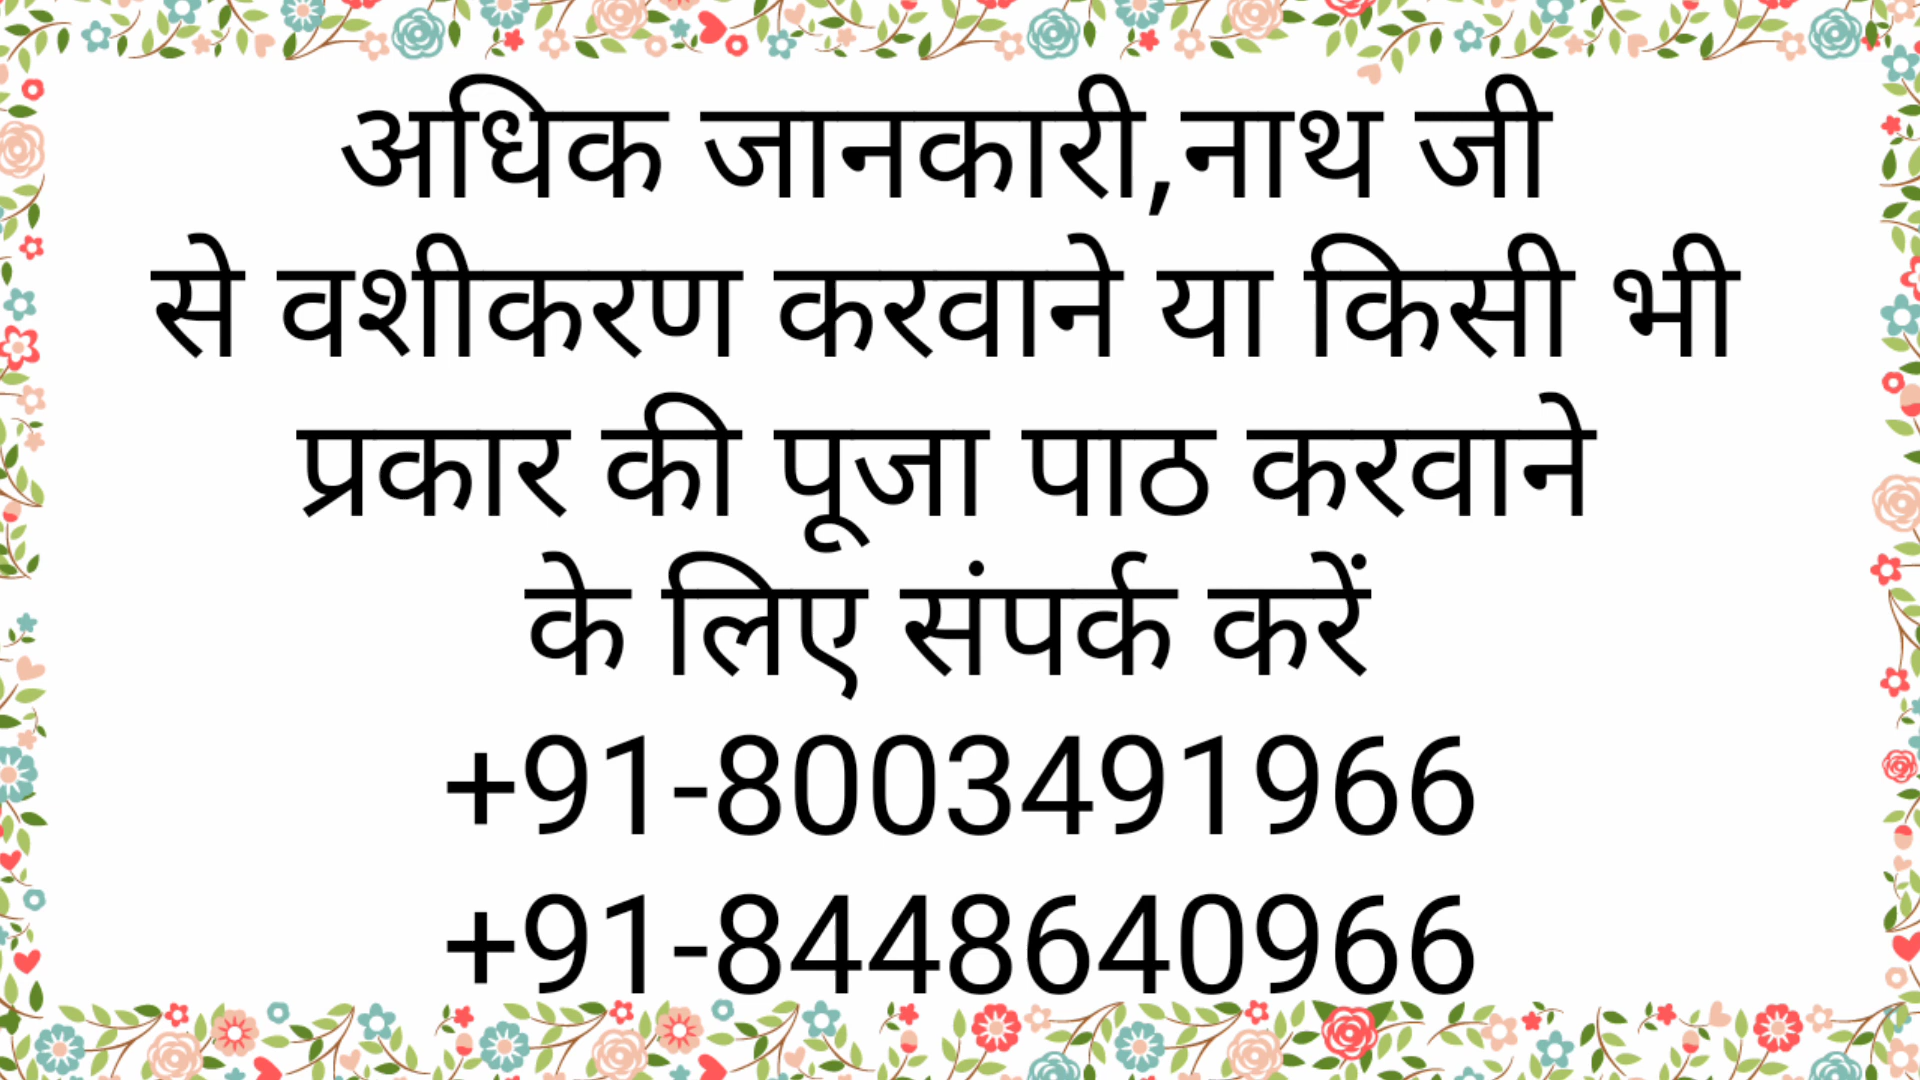 अधिक जानकारी,नाथ जी
से वशीकरण करवाने या किसी भी
प्रकार की पूजा पाठ करवाने
के लिए संपर्क करें
+91-8003491966
+91-8448640966